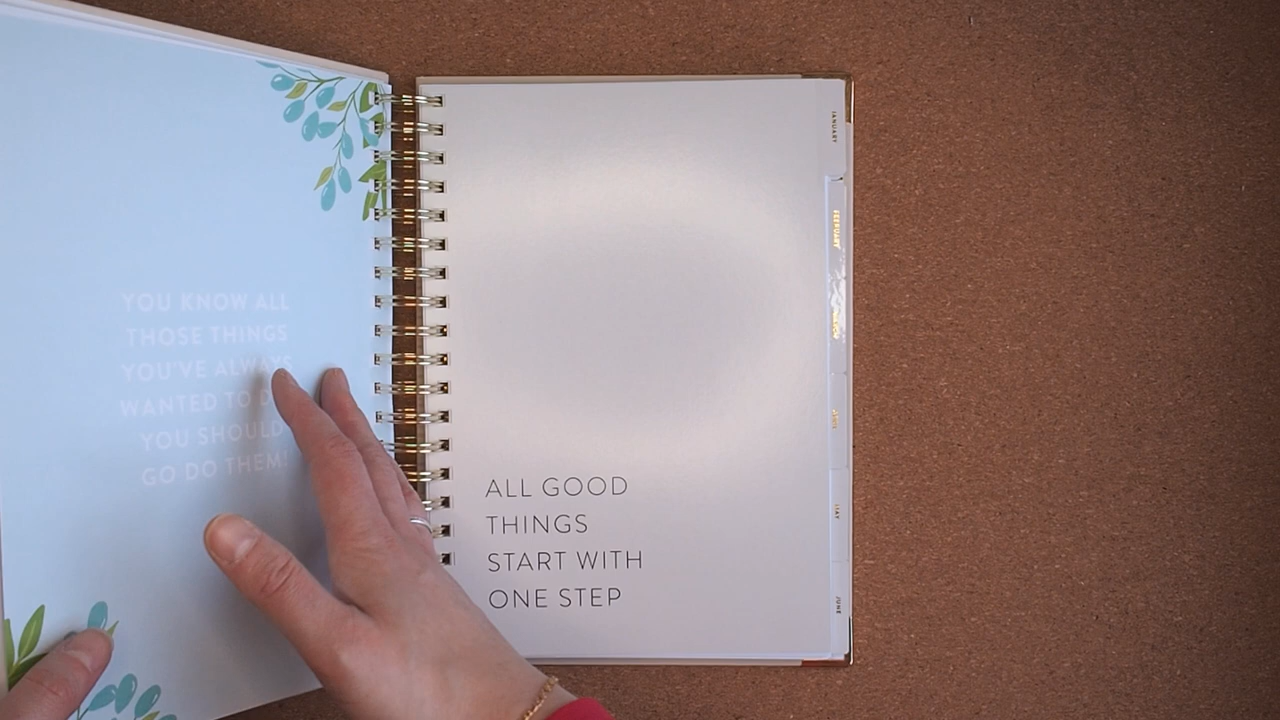 YOU KNOW ALL
THOSE THINGS
YOU'VE ALWAYS
WANTED TO
YOU SHOULD
GO DO THEM!
ALL GOOD
THINGS
START WITH
ONE STEP
JANUARY
FEBRUARY
MAY
JUNE